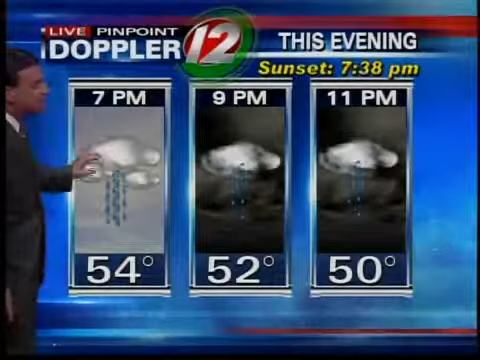 LIVE PINPOINT
DOPPLER 12
THIS EVENING
Sunset: 7:38 pm
7 PM
9 PM
11 PM
54°
52°
50°